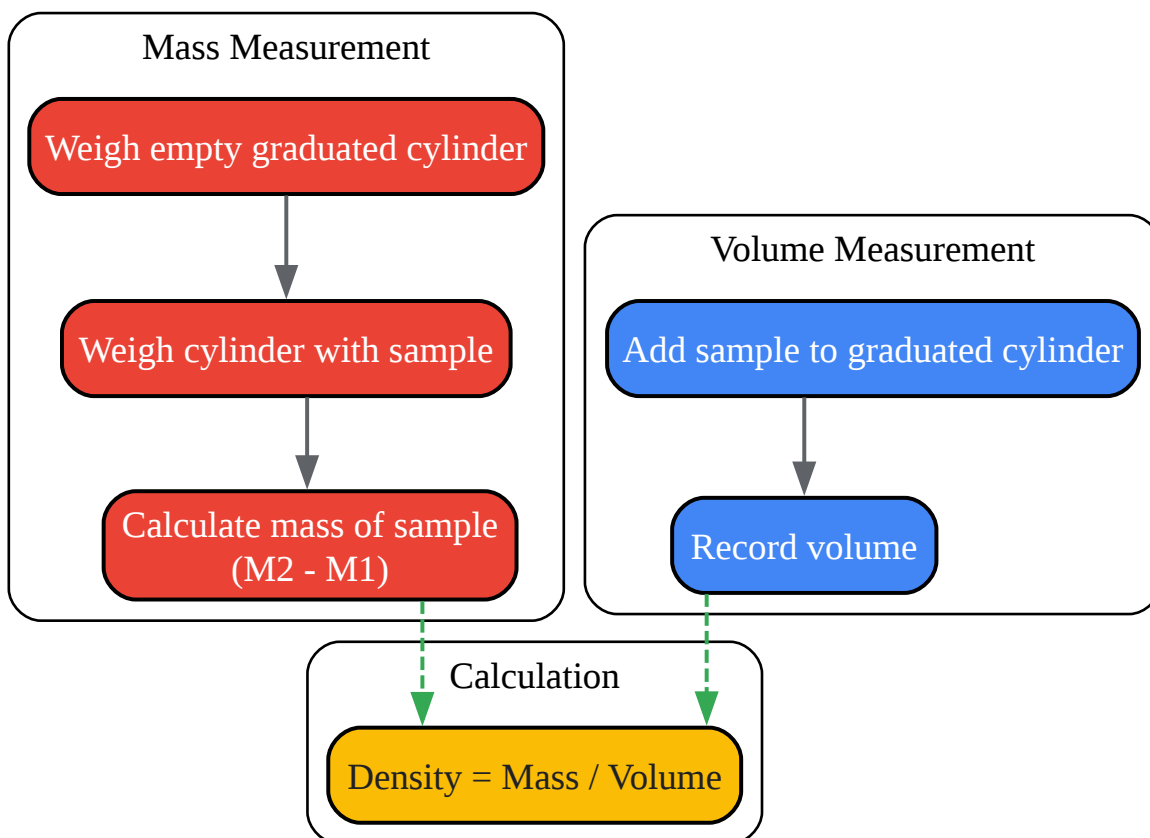 Mass Measurement
Weigh empty graduated cylinder
Weigh cylinder with sample
Calculate mass of sample
(M2 - M1)
Volume Measurement
Add sample to graduated cylinder
Record volume
Calculation
Density = Mass / Volume